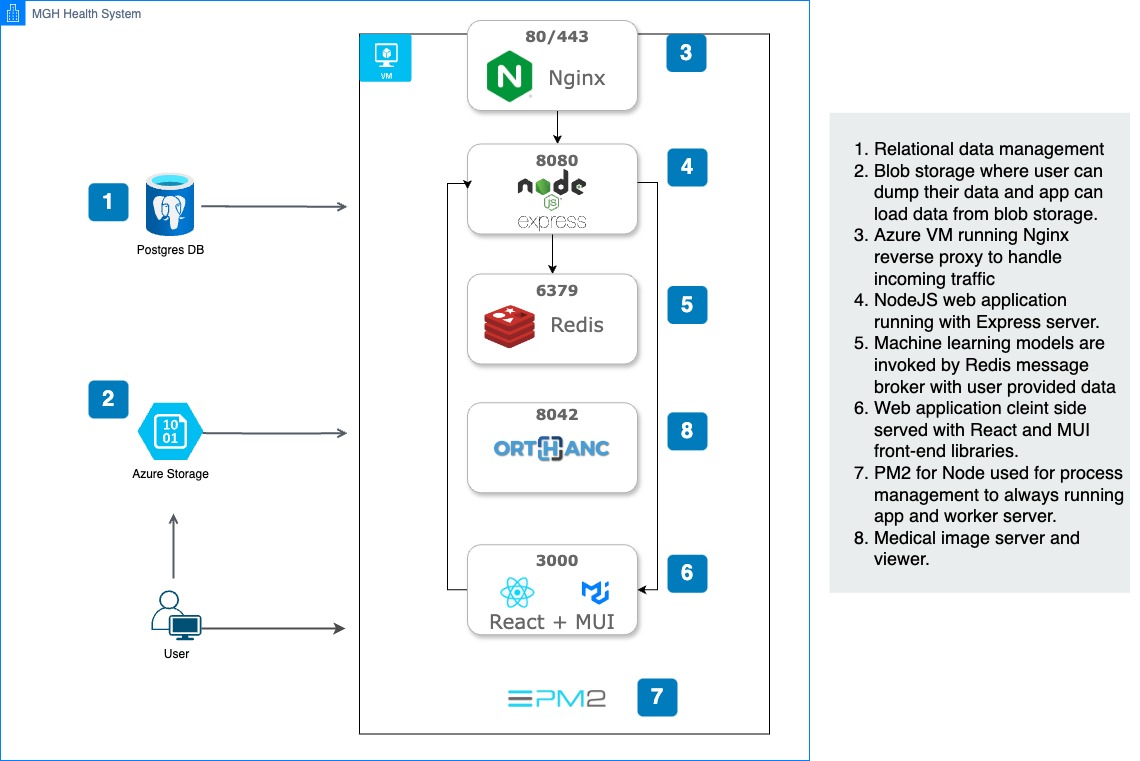 MGH Health System
VM
80/443
Nginx
3
8080
node
JS
express
4
1
Postgres DB
6379
Redis
5
2
10
01
Azure Storage
8042
ORTHANC
8
3000
React + MUI
6
User
PM2
7
1. Relational data management
2. Blob storage where user can
dump their data and app can
load data from blob storage.
3. Azure VM running Nginx
reverse proxy to handle
incoming traffic
4. NodeJS web application
running with Express server.
5. Machine learning models are
invoked by Redis message
broker with user provided data
6. Web application cleint side
served with React and MUI
front-end libraries.
7. PM2 for Node used for process
management to always running
app and worker server.
8. Medical image server and
viewer.